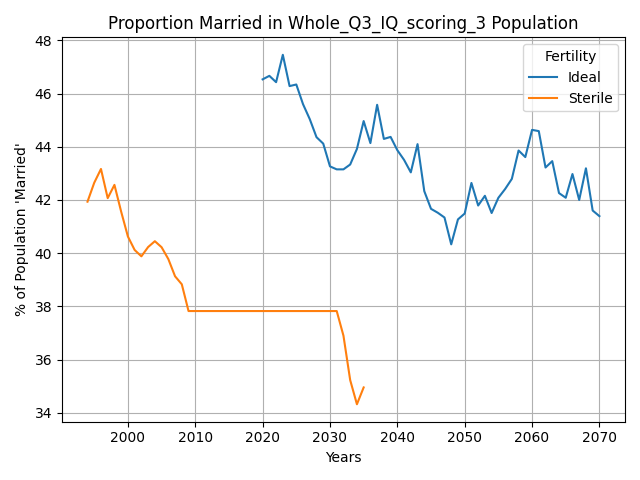 Proportion Married in Whole_Q3_IQ_scoring_3 Population
% of Population 'Married'
48
46
44
42
40
38
36
34
Fertility
Ideal
Sterile
2000 2010 2020 2030 2040 2050 2060 2070
Years